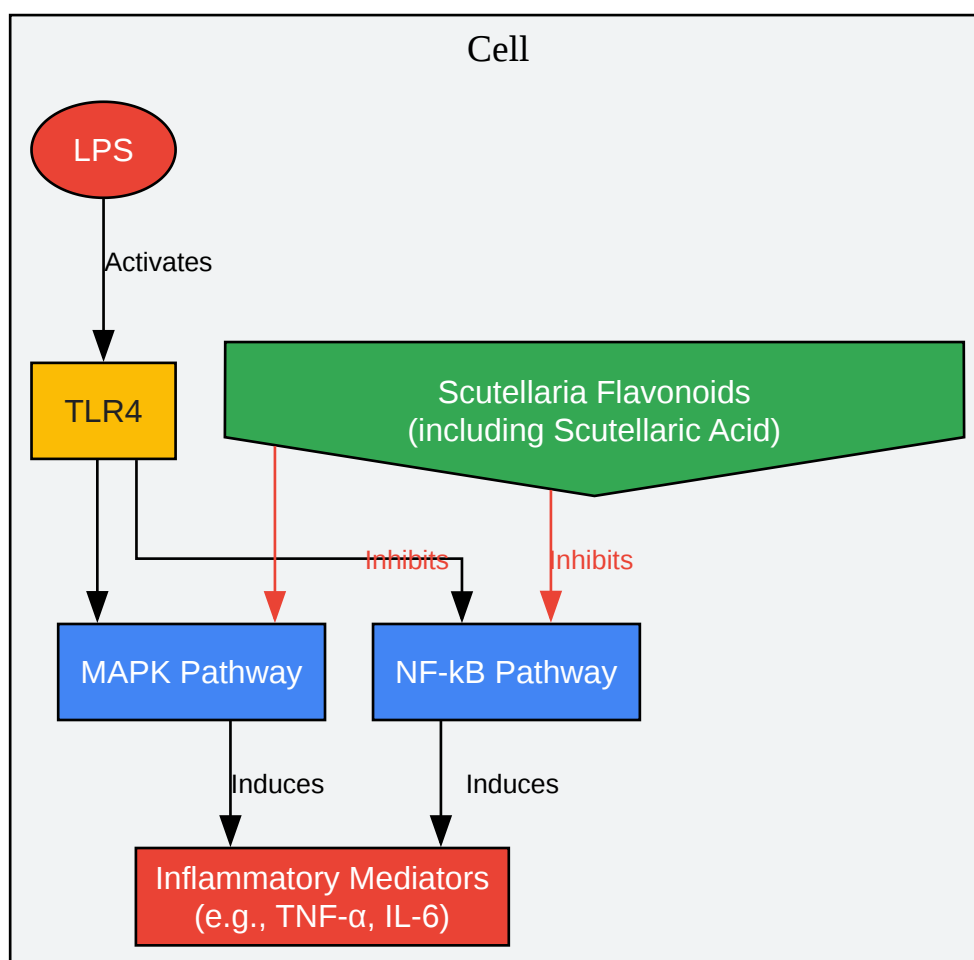 Cell
LPS
Activates
TLR4
Scutellaria Flavonoids
(including Scutellaric Acid)
Inhibits
Inhibits
MAPK Pathway
NF-kB Pathway
Induces
Induces
Inflammatory Mediators
(e.g., TNF-α, IL-6)